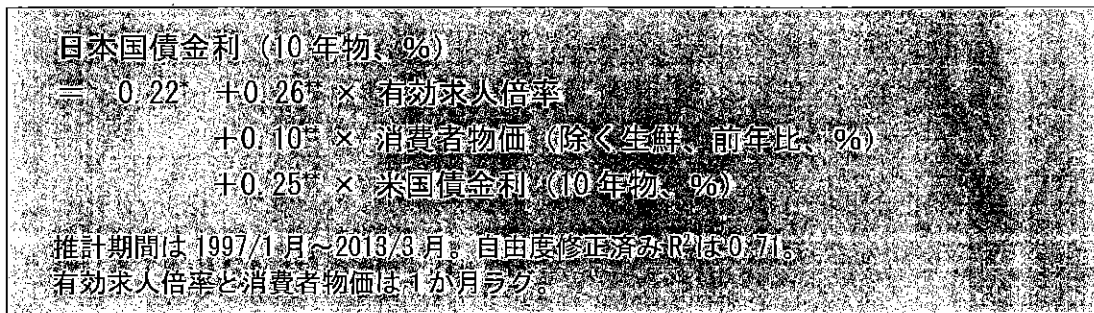 日本国債金利（10年物、%）
＝ 0.22* +0.26** × 有効求人倍率
+0.10** × 消費者物価（除く生鮮、前年比、%）
+0.25** × 米国債金利（10年物、%）
推計期間は1997/1月～2013/3月。自由度修正済みR²は0.71。
有効求人倍率と消費者物価は1か月ラグ。